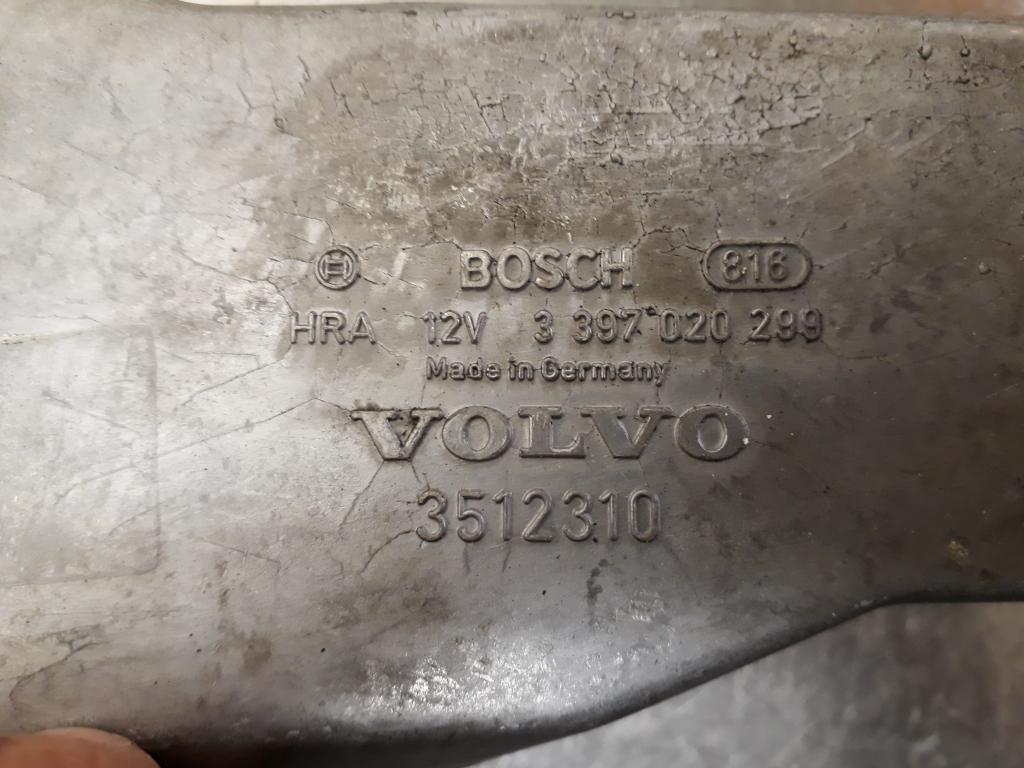 BOSCH 816
HRA 12V 3 397 020 299
Made in Germany
VOLVO
3512310